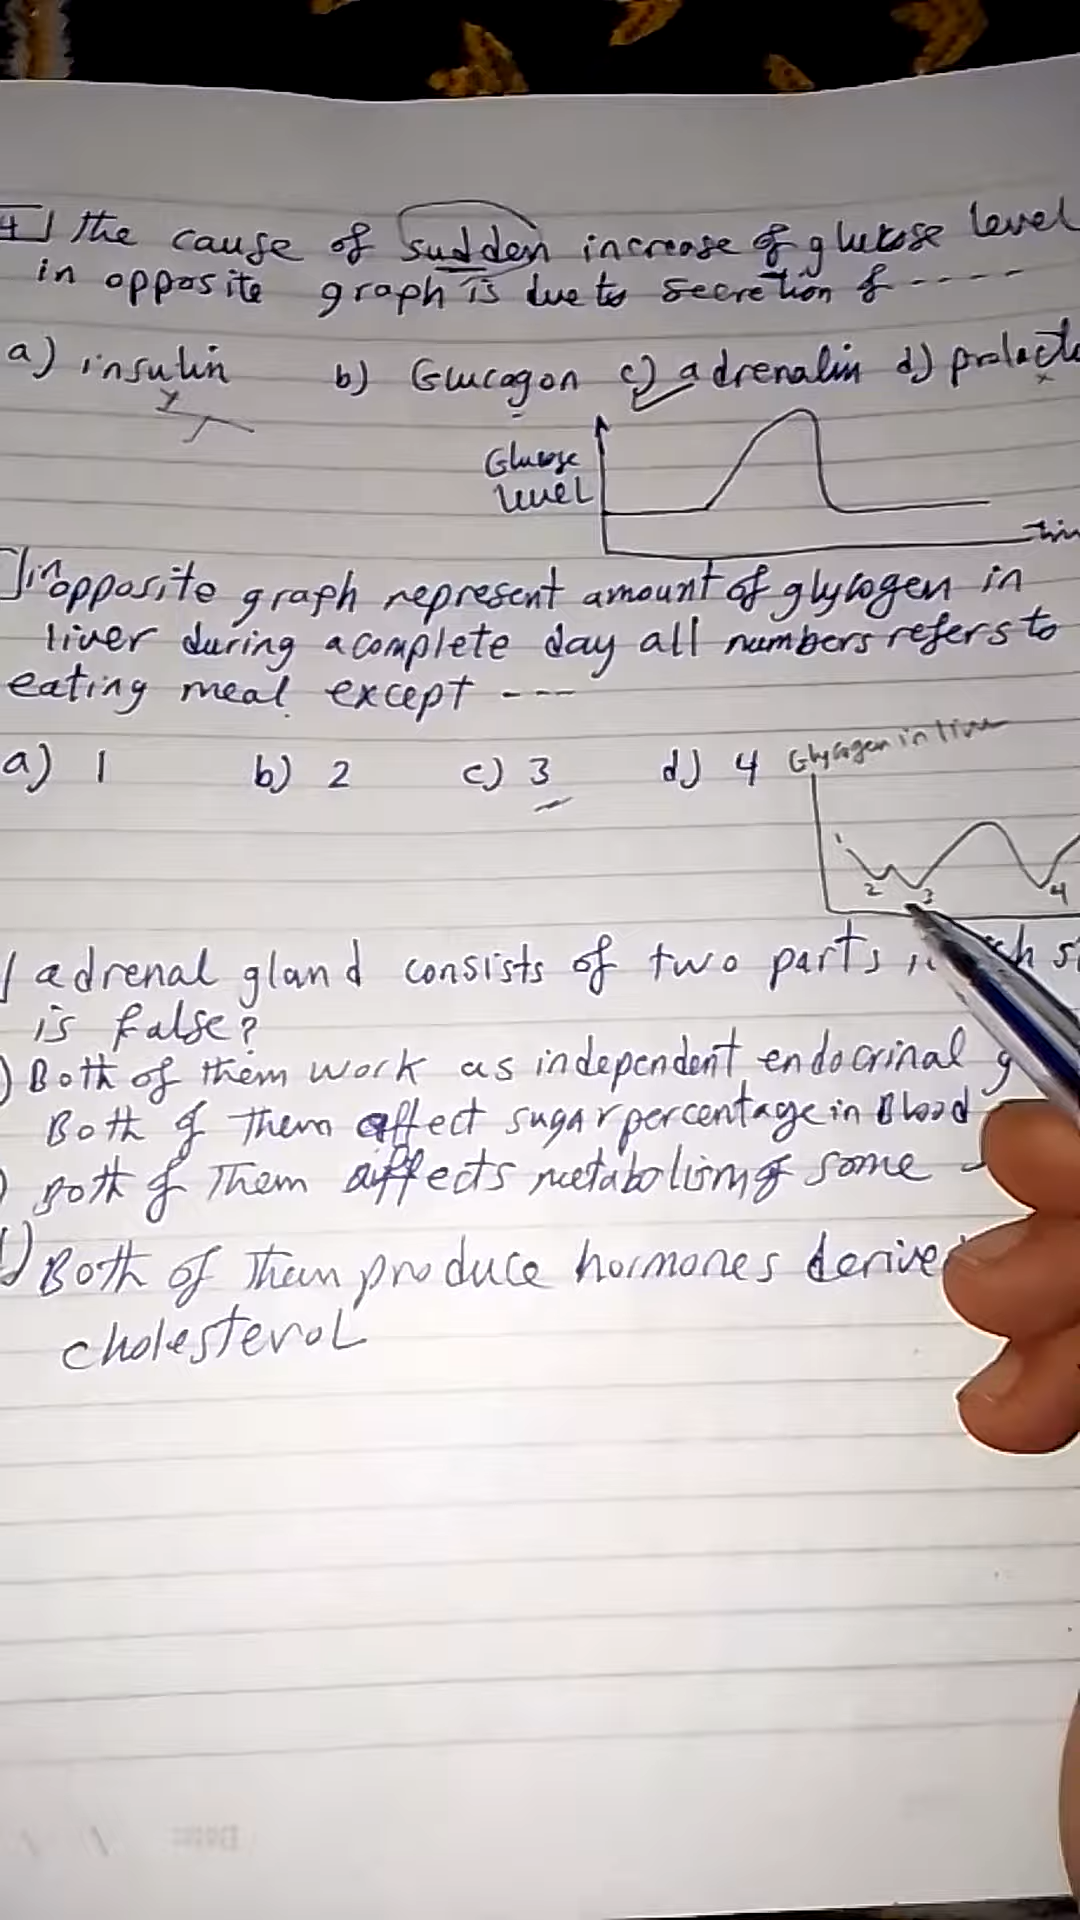 4] The cause of sudden increase of glukose level
in opposite graph is due to secretion of -----
a) insulin b) Glucagon c) adrenalin d) prolact
Glucose
level
Tim
] in opposite graph represent amount of glycogen in
liver during a complete day all numbers refers to
eating meal except ---
a) 1 b) 2 c) 3 d) 4
Glycogen in liver
1
2 3 4
] adrenal gland consists of two parts
is false?
) Both of them work as independent endocrinal g
Both of them affect sugar percentage in Blood
) Both of Them affects metabolism of some
) Both of Them produce hormones derive
cholesterol